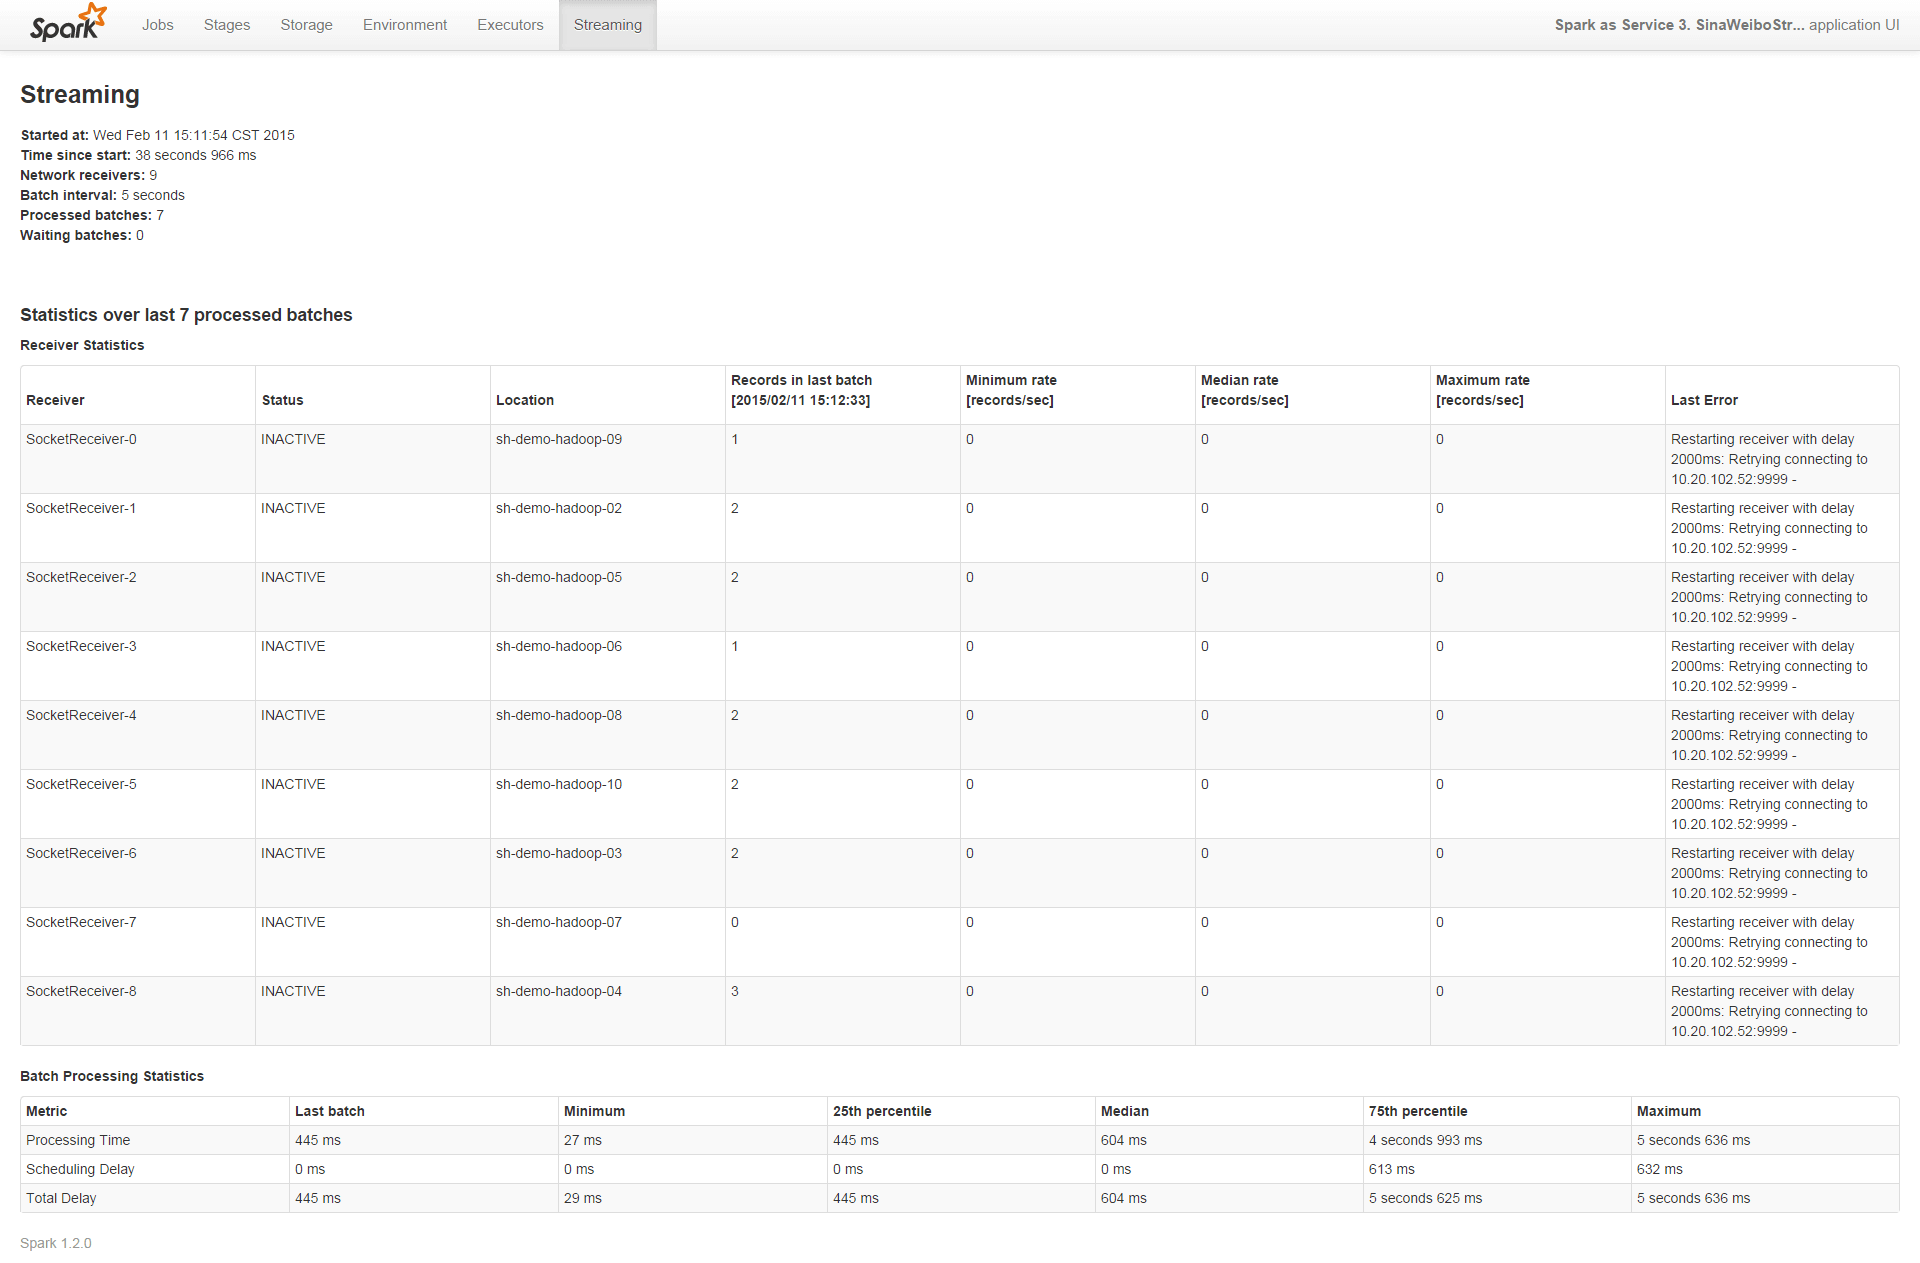 Spark Jobs Stages Storage Environment Executors Streaming Spark as Service 3. SinaWeiboStr... application UI
Streaming
Started at: Wed Feb 11 15:11:54 CST 2015
Time since start: 38 seconds 966 ms
Network receivers: 9
Batch interval: 5 seconds
Processed batches: 7
Waiting batches: 0
Statistics over last 7 processed batches
Receiver Statistics
Receiver Status Location Records in last batch [2015/02/11 15:12:33] Minimum rate [records/sec] Median rate [records/sec] Maximum rate [records/sec] Last Error
SocketReceiver-0 INACTIVE sh-demo-hadoop-09 1 0 0 0 Restarting receiver with delay
2000ms: Retrying connecting to
10.20.102.52:9999 -
SocketReceiver-1 INACTIVE sh-demo-hadoop-02 2 0 0 0 Restarting receiver with delay
2000ms: Retrying connecting to
10.20.102.52:9999 -
SocketReceiver-2 INACTIVE sh-demo-hadoop-05 2 0 0 0 Restarting receiver with delay
2000ms: Retrying connecting to
10.20.102.52:9999 -
SocketReceiver-3 INACTIVE sh-demo-hadoop-06 1 0 0 0 Restarting receiver with delay
2000ms: Retrying connecting to
10.20.102.52:9999 -
SocketReceiver-4 INACTIVE sh-demo-hadoop-08 2 0 0 0 Restarting receiver with delay
2000ms: Retrying connecting to
10.20.102.52:9999 -
SocketReceiver-5 INACTIVE sh-demo-hadoop-10 2 0 0 0 Restarting receiver with delay
2000ms: Retrying connecting to
10.20.102.52:9999 -
SocketReceiver-6 INACTIVE sh-demo-hadoop-03 2 0 0 0 Restarting receiver with delay
2000ms: Retrying connecting to
10.20.102.52:9999 -
SocketReceiver-7 INACTIVE sh-demo-hadoop-07 0 0 0 0 Restarting receiver with delay
2000ms: Retrying connecting to
10.20.102.52:9999 -
SocketReceiver-8 INACTIVE sh-demo-hadoop-04 3 0 0 0 Restarting receiver with delay
2000ms: Retrying connecting to
10.20.102.52:9999 -
Batch Processing Statistics
Metric Last batch Minimum 25th percentile Median 75th percentile Maximum
Processing Time 445 ms 27 ms 445 ms 604 ms 4 seconds 993 ms 5 seconds 636 ms
Scheduling Delay 0 ms 0 ms 0 ms 0 ms 613 ms 632 ms
Total Delay 445 ms 29 ms 445 ms 604 ms 5 seconds 625 ms 5 seconds 636 ms
Spark 1.2.0